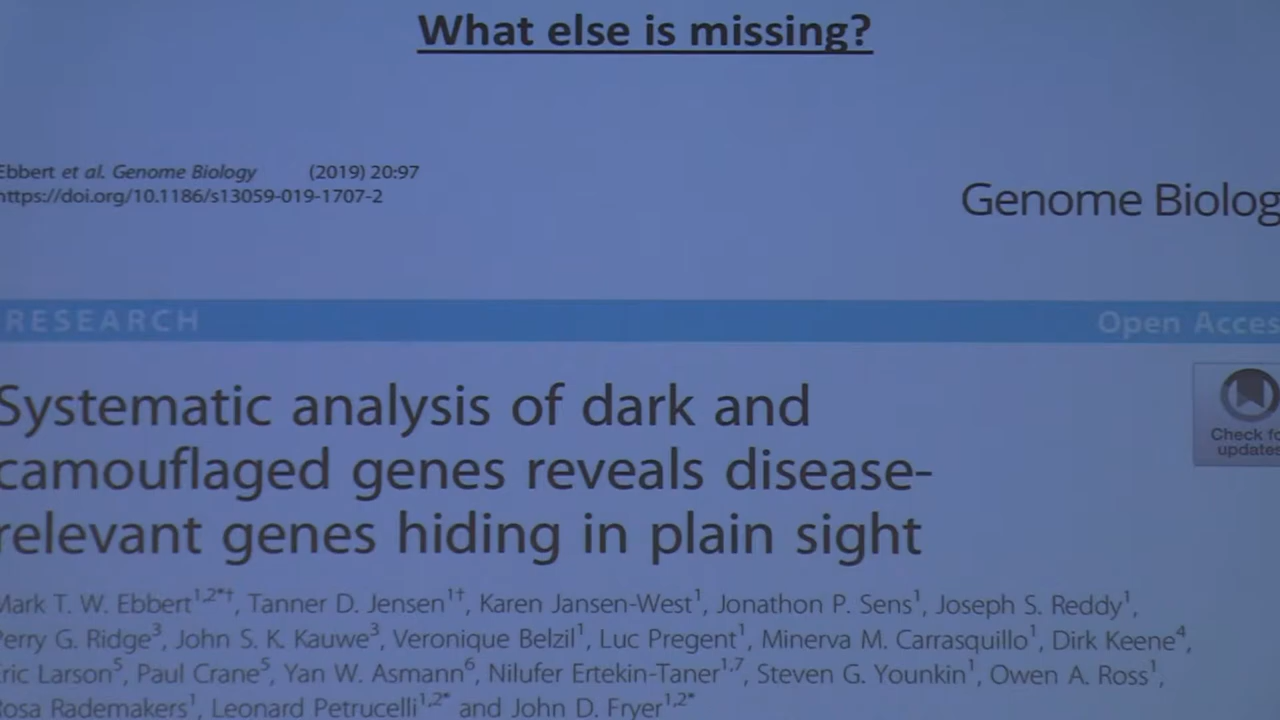 What else is missing?
Ebbert et al. Genome Biology (2019) 20:97
https://doi.org/10.1186/s13059-019-1707-2
Genome Biolog
RESEARCH
Open Acces
Systematic analysis of dark and
camouflaged genes reveals disease-
relevant genes hiding in plain sight
Check fo
updates
Mark T. W. Ebbert1,2*†, Tanner D. Jensen1†, Karen Jansen-West1, Jonathon P. Sens1, Joseph S. Reddy1,
Perry G. Ridge3, John S. K. Kauwe3, Veronique Belzil1, Luc Pregent1, Minerva M. Carrasquillo1, Dirk Keene4,
Eric Larson5, Paul Crane5, Yan W. Asmann6, Nilufer Ertekin-Taner1,7, Steven G. Younkin1, Owen A. Ross1,
Rosa Rademakers1, Leonard Petrucelli1,2* and John D. Fryer1,2*